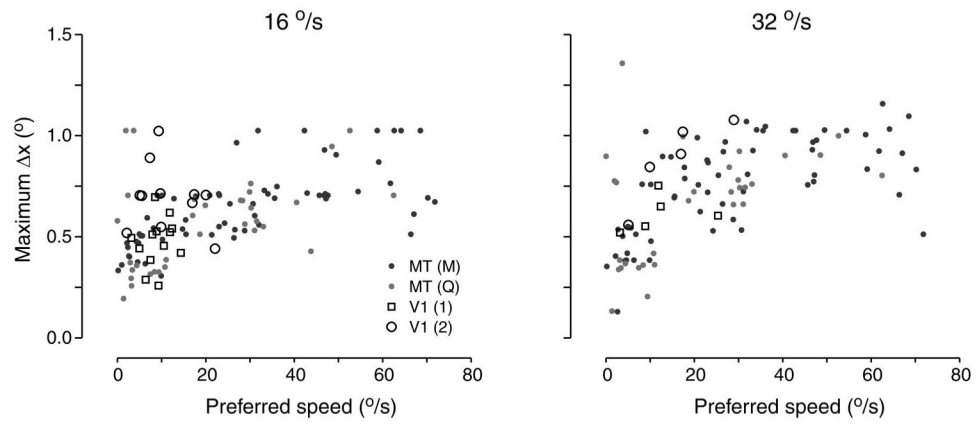 16 °/s
32 °/s
1.5
1.0
0.5
0.0
Maximum Δx (°)
MT (M)
MT (Q)
V1 (1)
V1 (2)
0 20 40 60 80
0 20 40 60 80
Preferred speed (°/s)
Preferred speed (°/s)